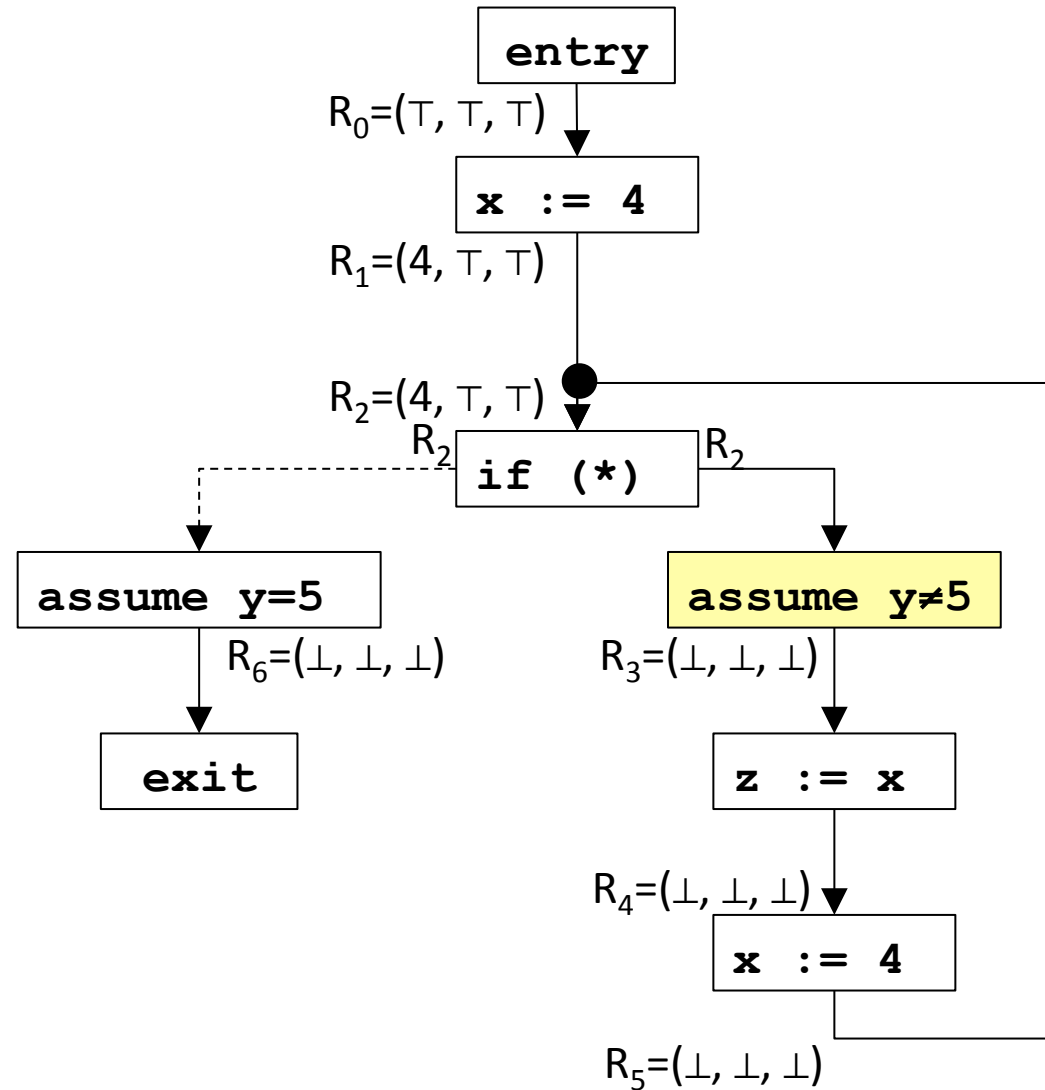 entry
R₀=(⊤, ⊤, ⊤)
x := 4
R₁=(4, ⊤, ⊤)
R₂=(4, ⊤, ⊤)
R₂
if (*)
R₂
assume y=5
assume y≠5
R₆=(⊥, ⊥, ⊥)
R₃=(⊥, ⊥, ⊥)
exit
z := x
R₄=(⊥, ⊥, ⊥)
x := 4
R₅=(⊥, ⊥, ⊥)